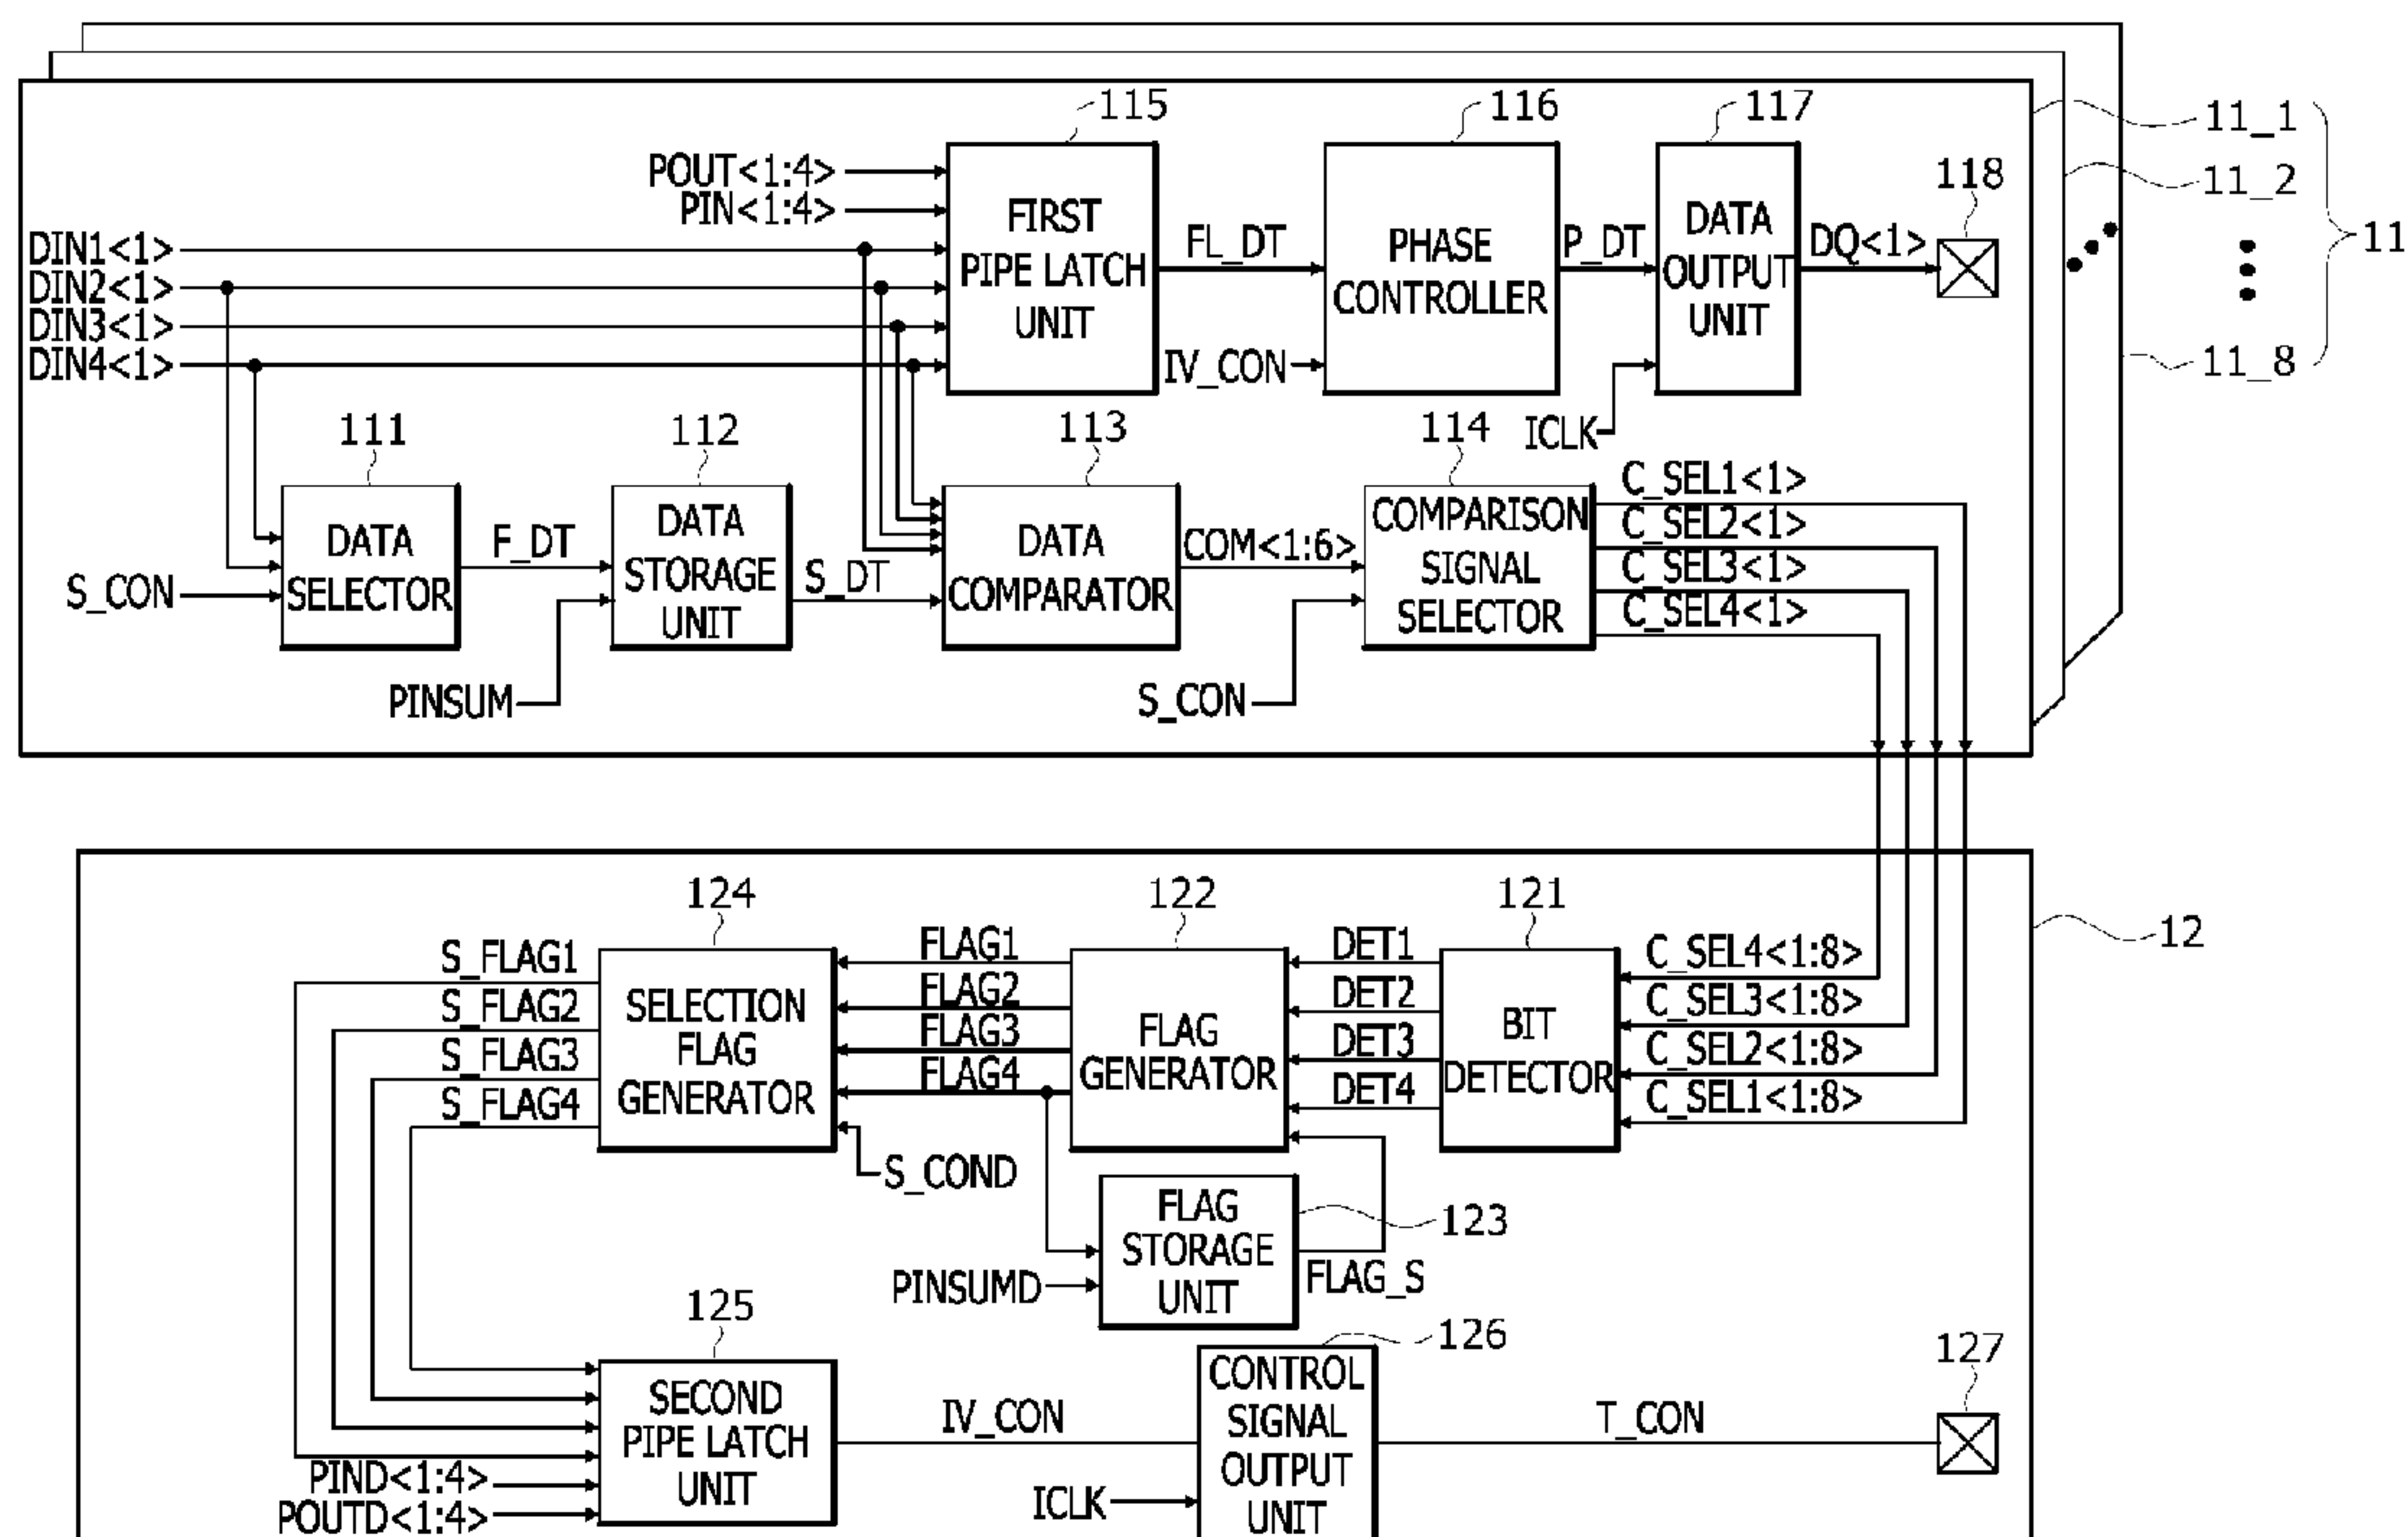 115
116
117
11_1
POUT<1:4>
11_2
118
PIN<1:4>
FIRST
PIPE LATCH
UNIT
FL_DT
PHASE
CONTROLLER
P_DT
DATA
OUTPUT
UNIT
DQ<1>
11
DIN1<1>
DIN2<1>
DIN3<1>
DIN4<1>
IV_CON
11_8
111
112
113
114
ICLK
C_SEL1<1>
C_SEL2<1>
C_SEL3<1>
C_SEL4<1>
S_CON
DATA
SELECTOR
F_DT
DATA
STORAGE
UNIT
S_DT
DATA
COMPARATOR
COM<1:6>
COMPARISON
SIGNAL
SELECTOR
PINSUM
S_CON
124
122
121
12
S_FLAG1
S_FLAG2
S_FLAG3
S_FLAG4
SELECTION
FLAG
GENERATOR
FLAG1
FLAG2
FLAG3
FLAG4
FLAG
GENERATOR
DET1
DET2
DET3
DET4
BIT
DETECTOR
C_SEL4<1:8>
C_SEL3<1:8>
C_SEL2<1:8>
C_SEL1<1:8>
S_COND
FLAG
STORAGE
UNIT
123
PINSUMD
FLAG_S
125
126
127
SECOND
PIPE LATCH
UNIT
IV_CON
CONTROL
SIGNAL
OUTPUT
UNIT
T_CON
PIND<1:4>
POUTD<1:4>
ICLK